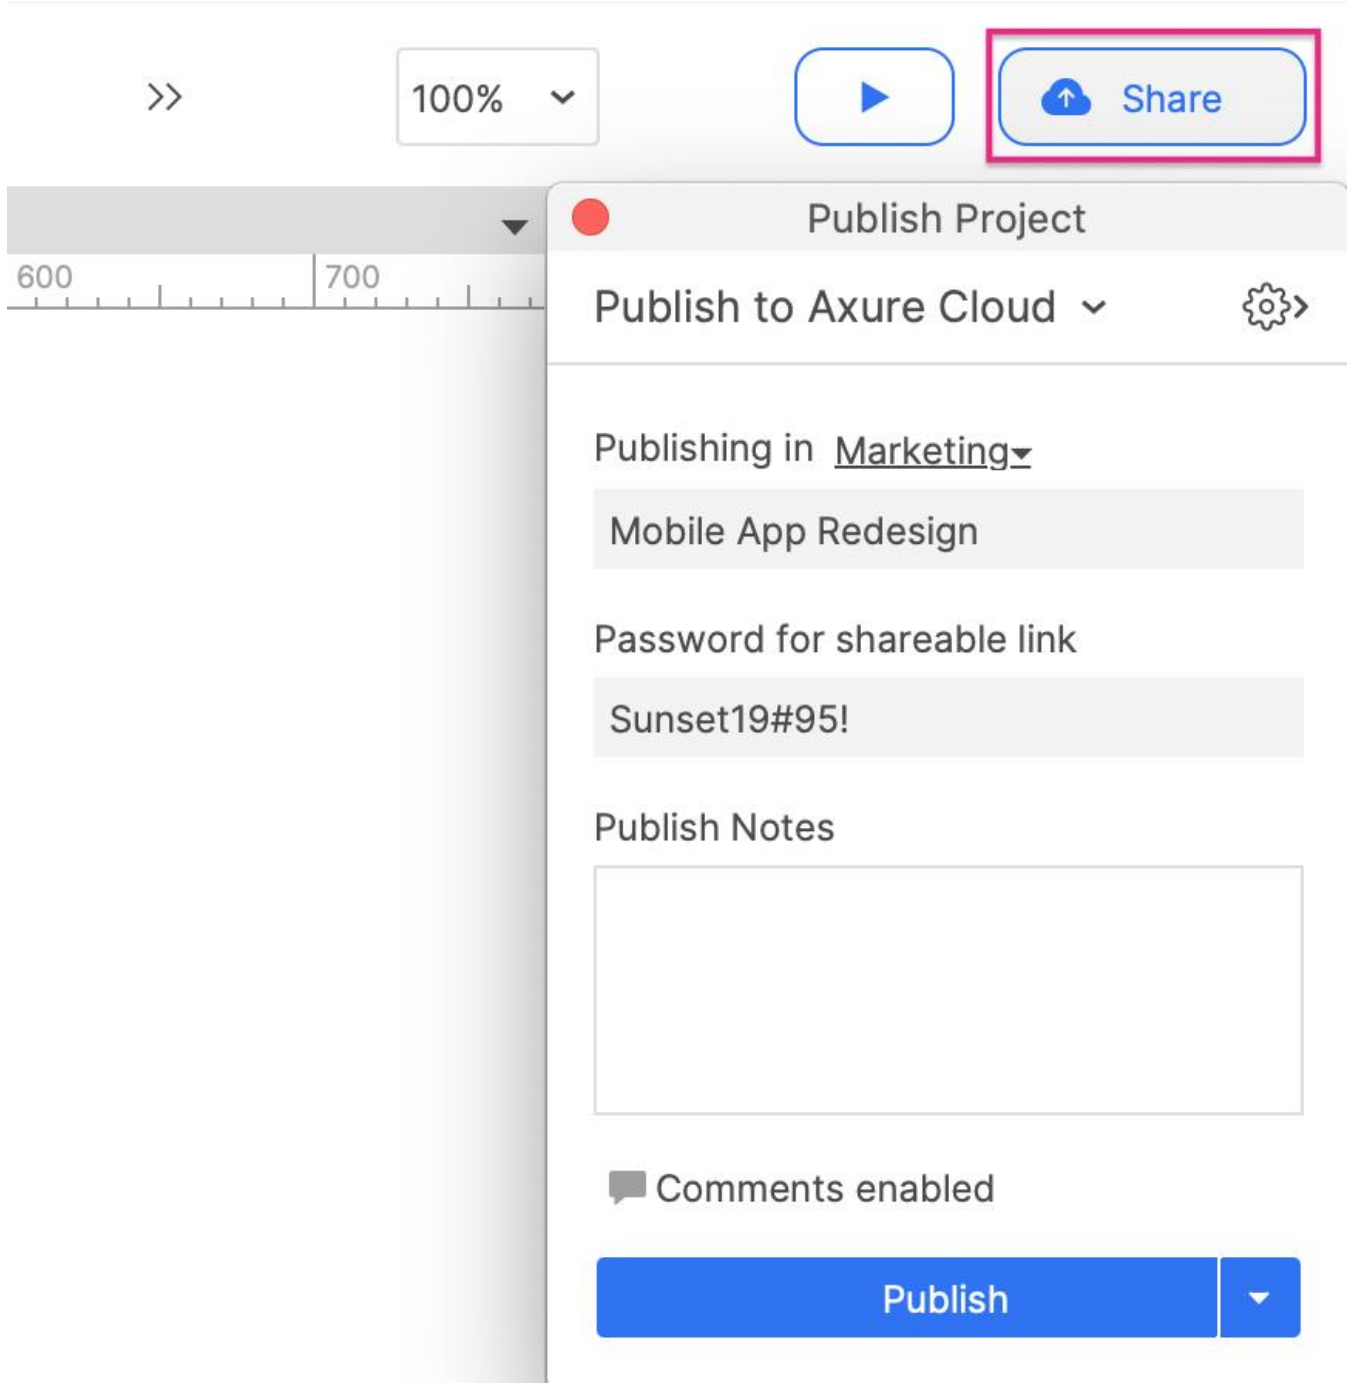 100%
Share
Publish Project
600
700
Publish to Axure Cloud
Publishing in Marketing
Mobile App Redesign
Password for shareable link
Sunset19#95!
Publish Notes
Comments enabled
Publish